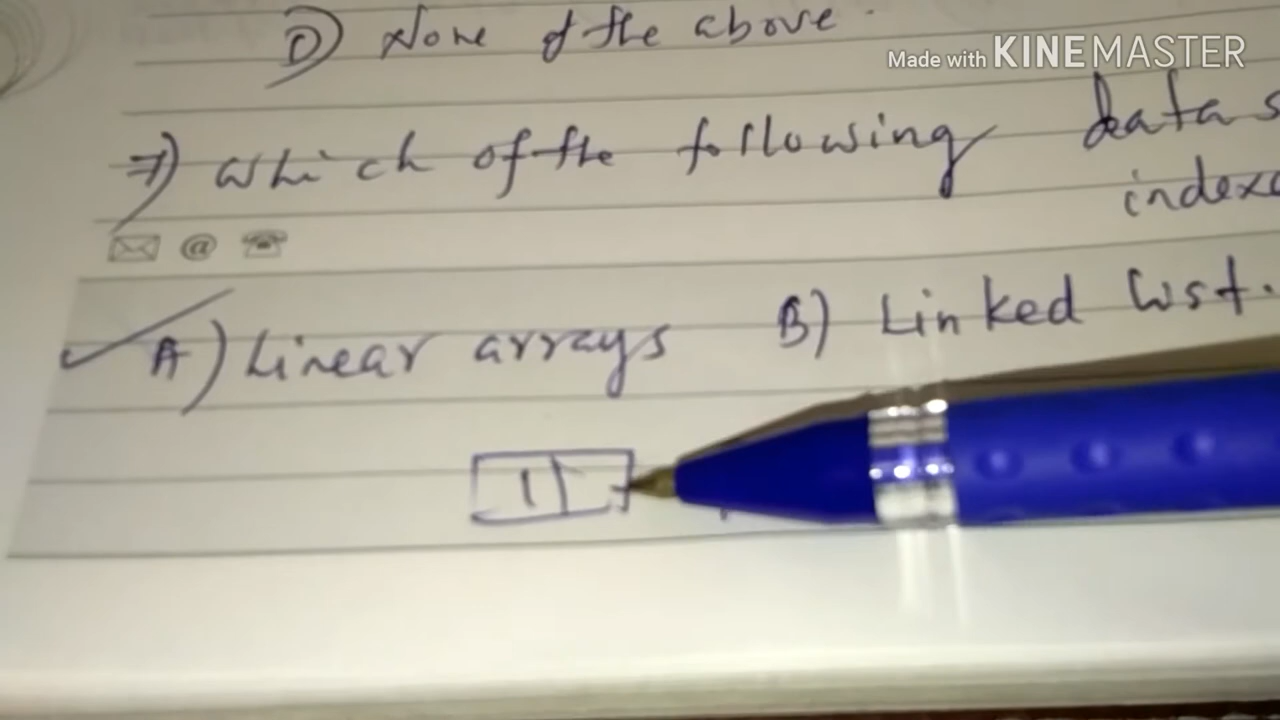 D) None of the above.
Made with KINEMASTER
7) Which of the following data s
indexe
A) Linear arrays B) Linked List.
1